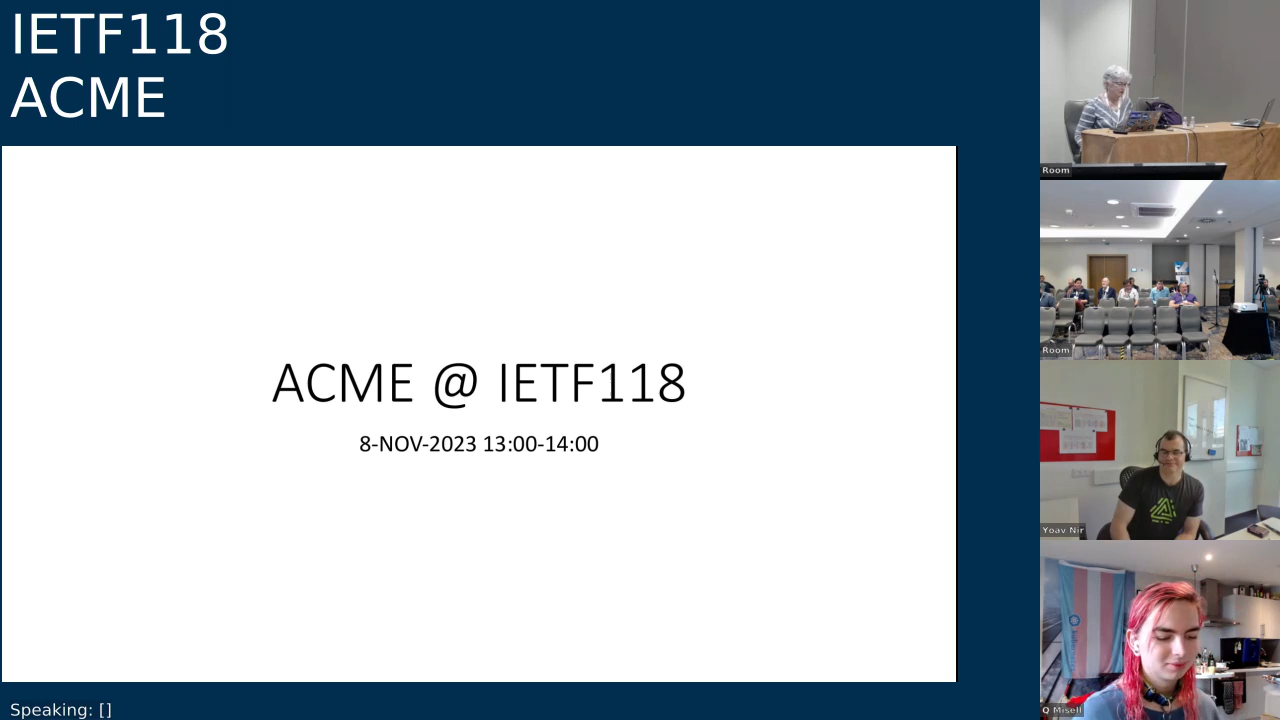 IETF118
ACME
ACME @ IETF118
8-NOV-2023 13:00-14:00
Speaking: []
Room
Room
Yoav Nir
Q Misell